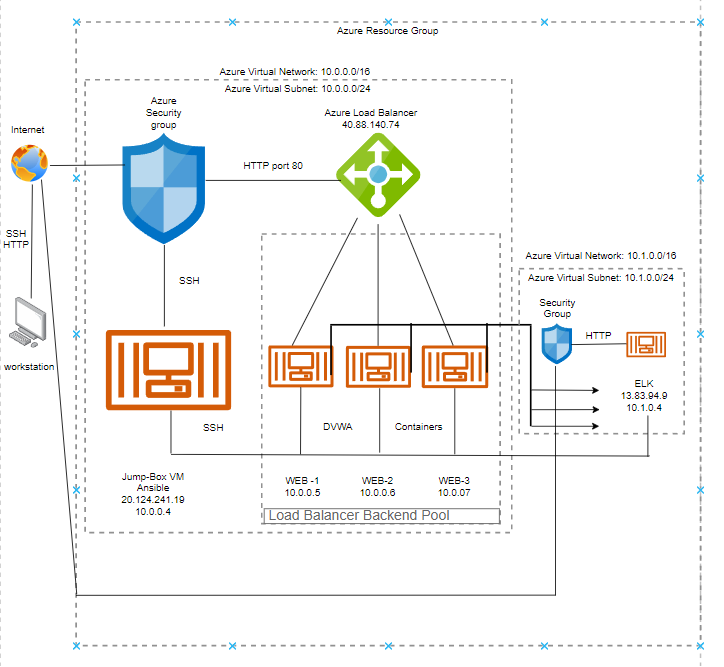 Azure Resource Group
Azure Virtual Network: 10.0.0.0/16
Azure Virtual Subnet: 10.0.0.0/24
Azure
Security
group
Azure Load Balancer
40.88.140.74
Internet
HTTP port 80
SSH
HTTP
SSH
workstation
Azure Virtual Network: 10.1.0.0/16
Azure Virtual Subnet: 10.1.0.0/24
Security
Group
HTTP
ELK
13.83.94.9
10.1.0.4
SSH
DVWA
Containers
Jump-Box VM
Ansible
20.124.241.19
10.0.0.4
WEB -1
10.0.0.5
WEB-2
10.0.0.6
WEB-3
10.0.07
Load Balancer Backend Pool